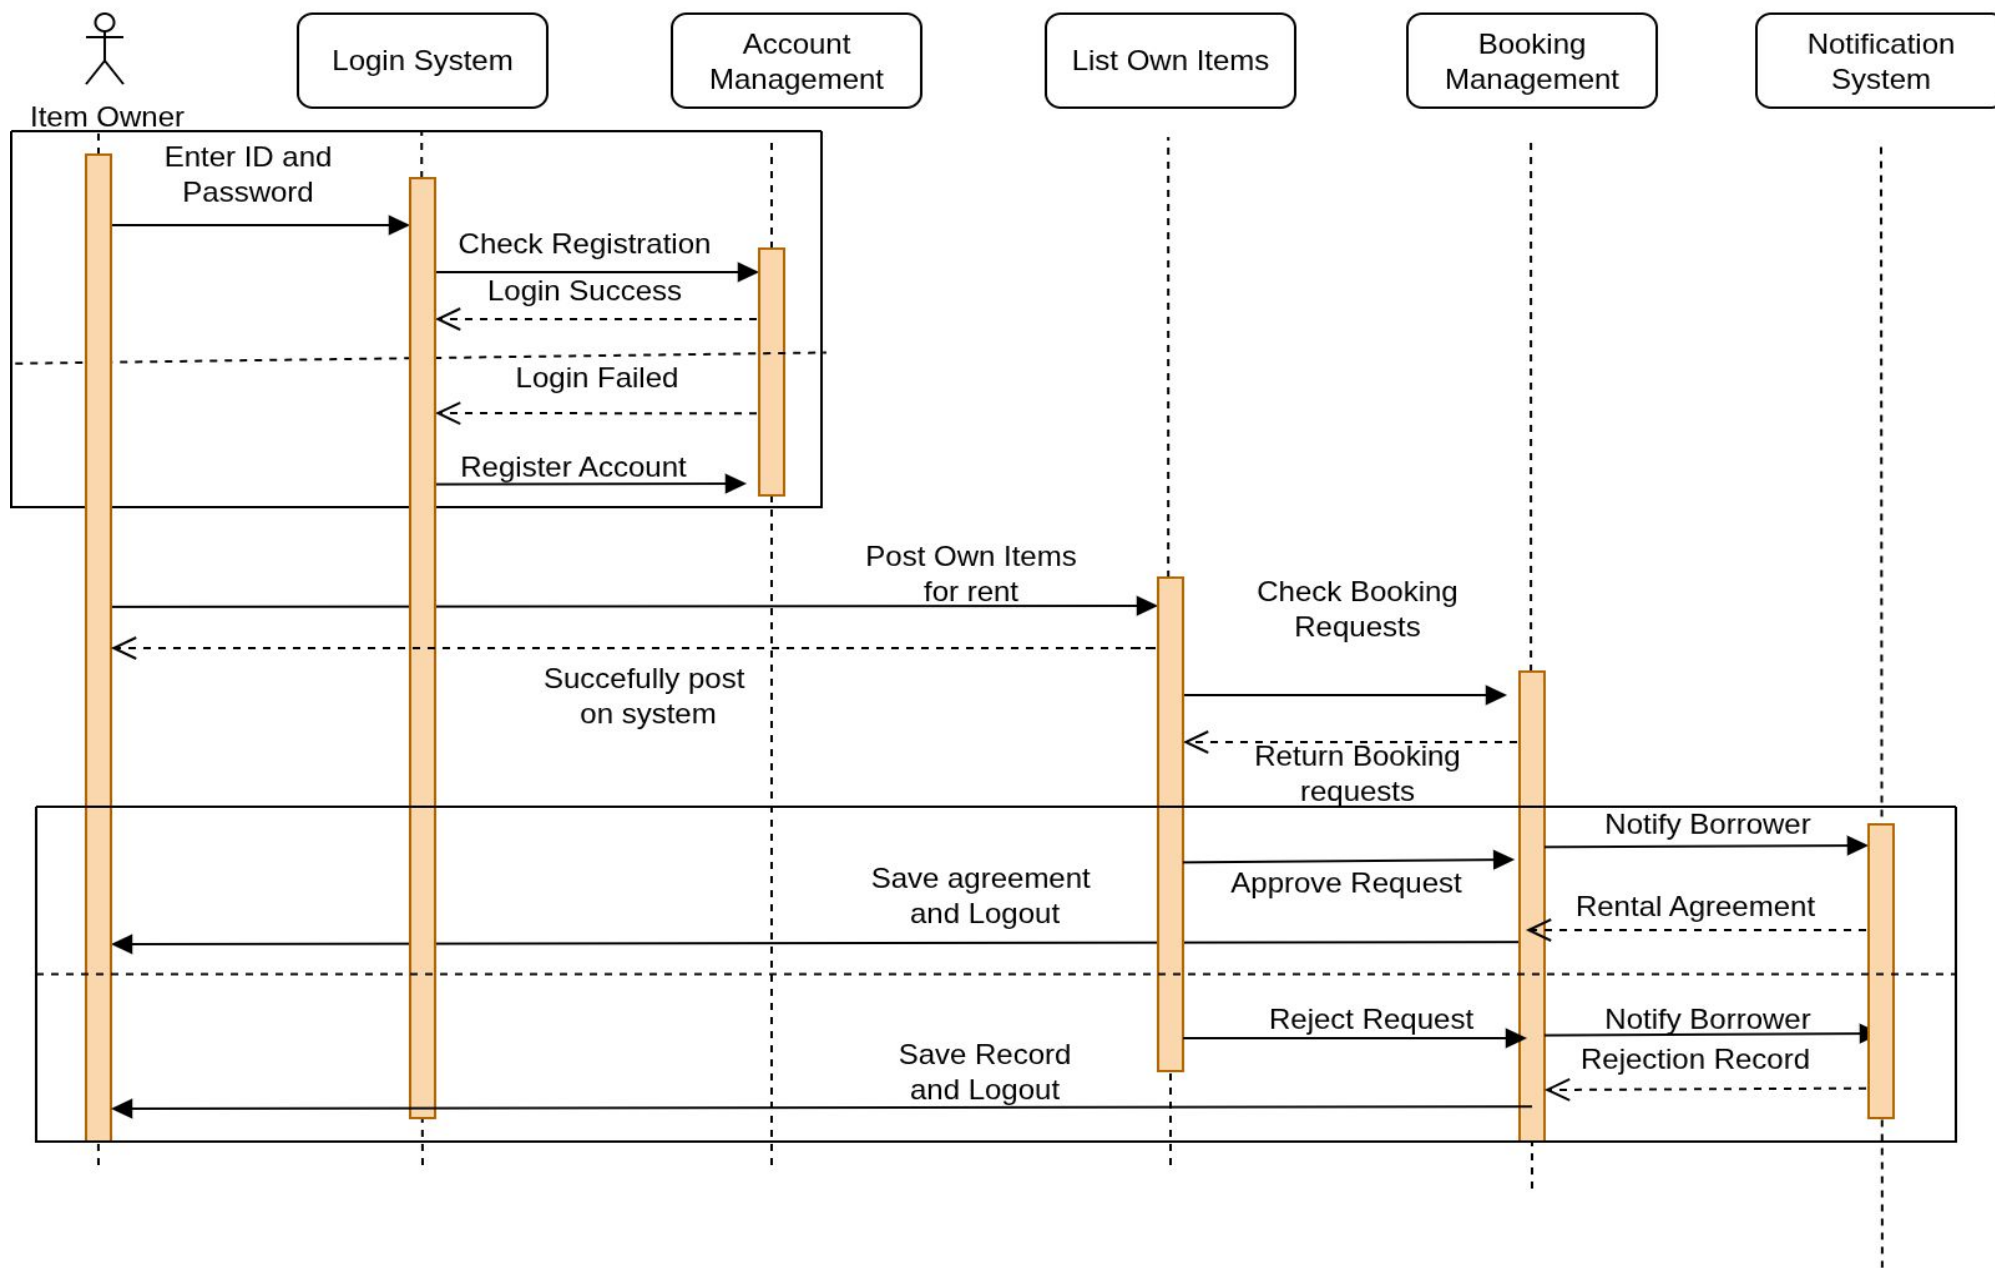 Login System
Account
Management
List Own Items
Booking
Management
Notification
System
Item Owner
Enter ID and
Password
Check Registration
Login Success
Login Failed
Register Account
Post Own Items
for rent
Check Booking
Requests
Succefully post
on system
Return Booking
requests
Notify Borrower
Approve Request
Save agreement
and Logout
Rental Agreement
Reject Request
Notify Borrower
Rejection Record
Save Record
and Logout